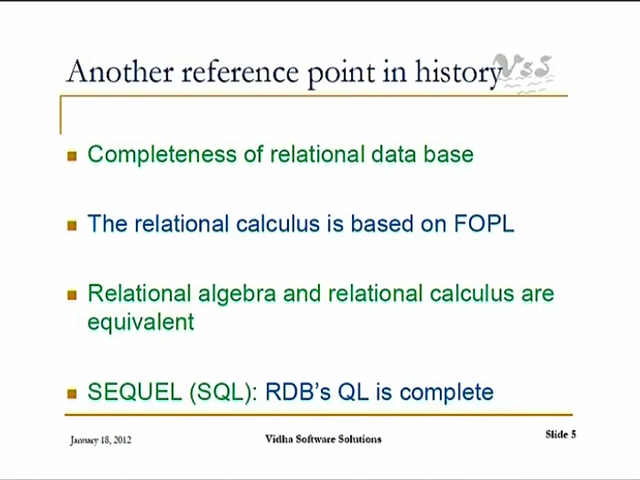 Another reference point in history
VSS
Completeness of relational data base
The relational calculus is based on FOPL
Relational algebra and relational calculus are
equivalent
SEQUEL (SQL): RDB's QL is complete
January 18, 2012
Vidha Software Solutions
Slide 5